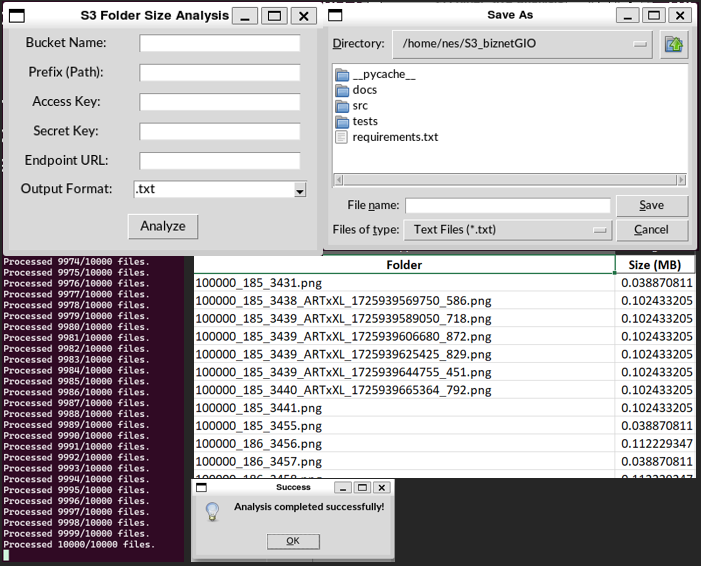 S3 Folder Size Analysis
Bucket Name:
Prefix (Path):
Access Key:
Secret Key:
Endpoint URL:
Output Format:
.txt
Analyze
Save As
Directory:
/home/nes/S3_biznetGIO
__pycache__
docs
src
tests
requirements.txt
File name:
Save
Files of type:
Text Files (*.txt)
Cancel
Processed 9974/10000 files.
Processed 9975/10000 files.
Processed 9976/10000 files.
Processed 9977/10000 files.
Processed 9978/10000 files.
Processed 9979/10000 files.
Processed 9980/10000 files.
Processed 9981/10000 files.
Processed 9982/10000 files.
Processed 9983/10000 files.
Processed 9984/10000 files.
Processed 9985/10000 files.
Processed 9986/10000 files.
Processed 9987/10000 files.
Processed 9988/10000 files.
Processed 9989/10000 files.
Processed 9990/10000 files.
Processed 9991/10000 files.
Processed 9992/10000 files.
Processed 9993/10000 files.
Processed 9994/10000 files.
Processed 9995/10000 files.
Processed 9996/10000 files.
Processed 9997/10000 files.
Processed 9998/10000 files.
Processed 9999/10000 files.
Processed 10000/10000 files.
Folder Size (MB)
100000_185_3431.png 0.038870811
100000_185_3438_ARTxXL_1725939569750_586.png 0.102433205
100000_185_3439_ARTxXL_1725939589050_718.png 0.102433205
100000_185_3439_ARTxXL_1725939606680_872.png 0.102433205
100000_185_3439_ARTxXL_1725939625425_829.png 0.102433205
100000_185_3439_ARTxXL_1725939644755_451.png 0.102433205
100000_185_3440_ARTxXL_1725939665364_792.png 0.102433205
100000_185_3441.png 0.102433205
100000_185_3455.png 0.038870811
100000_186_3456.png 0.112229347
100000_186_3457.png 0.038870811
Success
Analysis completed successfully!
OK